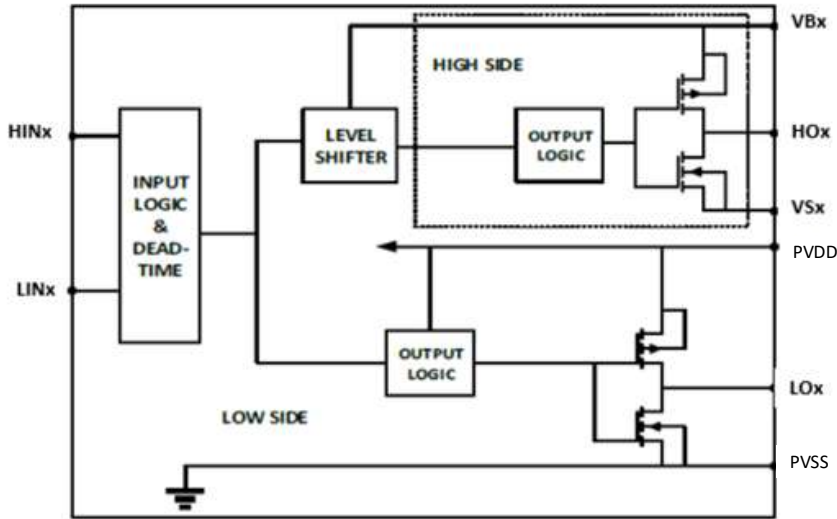 VBx
HIGH SIDE
HINx
INPUT
LOGIC
&
DEAD-
TIME
LEVEL
SHIFTER
OUTPUT
LOGIC
HOx
VSx
PVDD
LINx
OUTPUT
LOGIC
LOx
LOW SIDE
PVSS